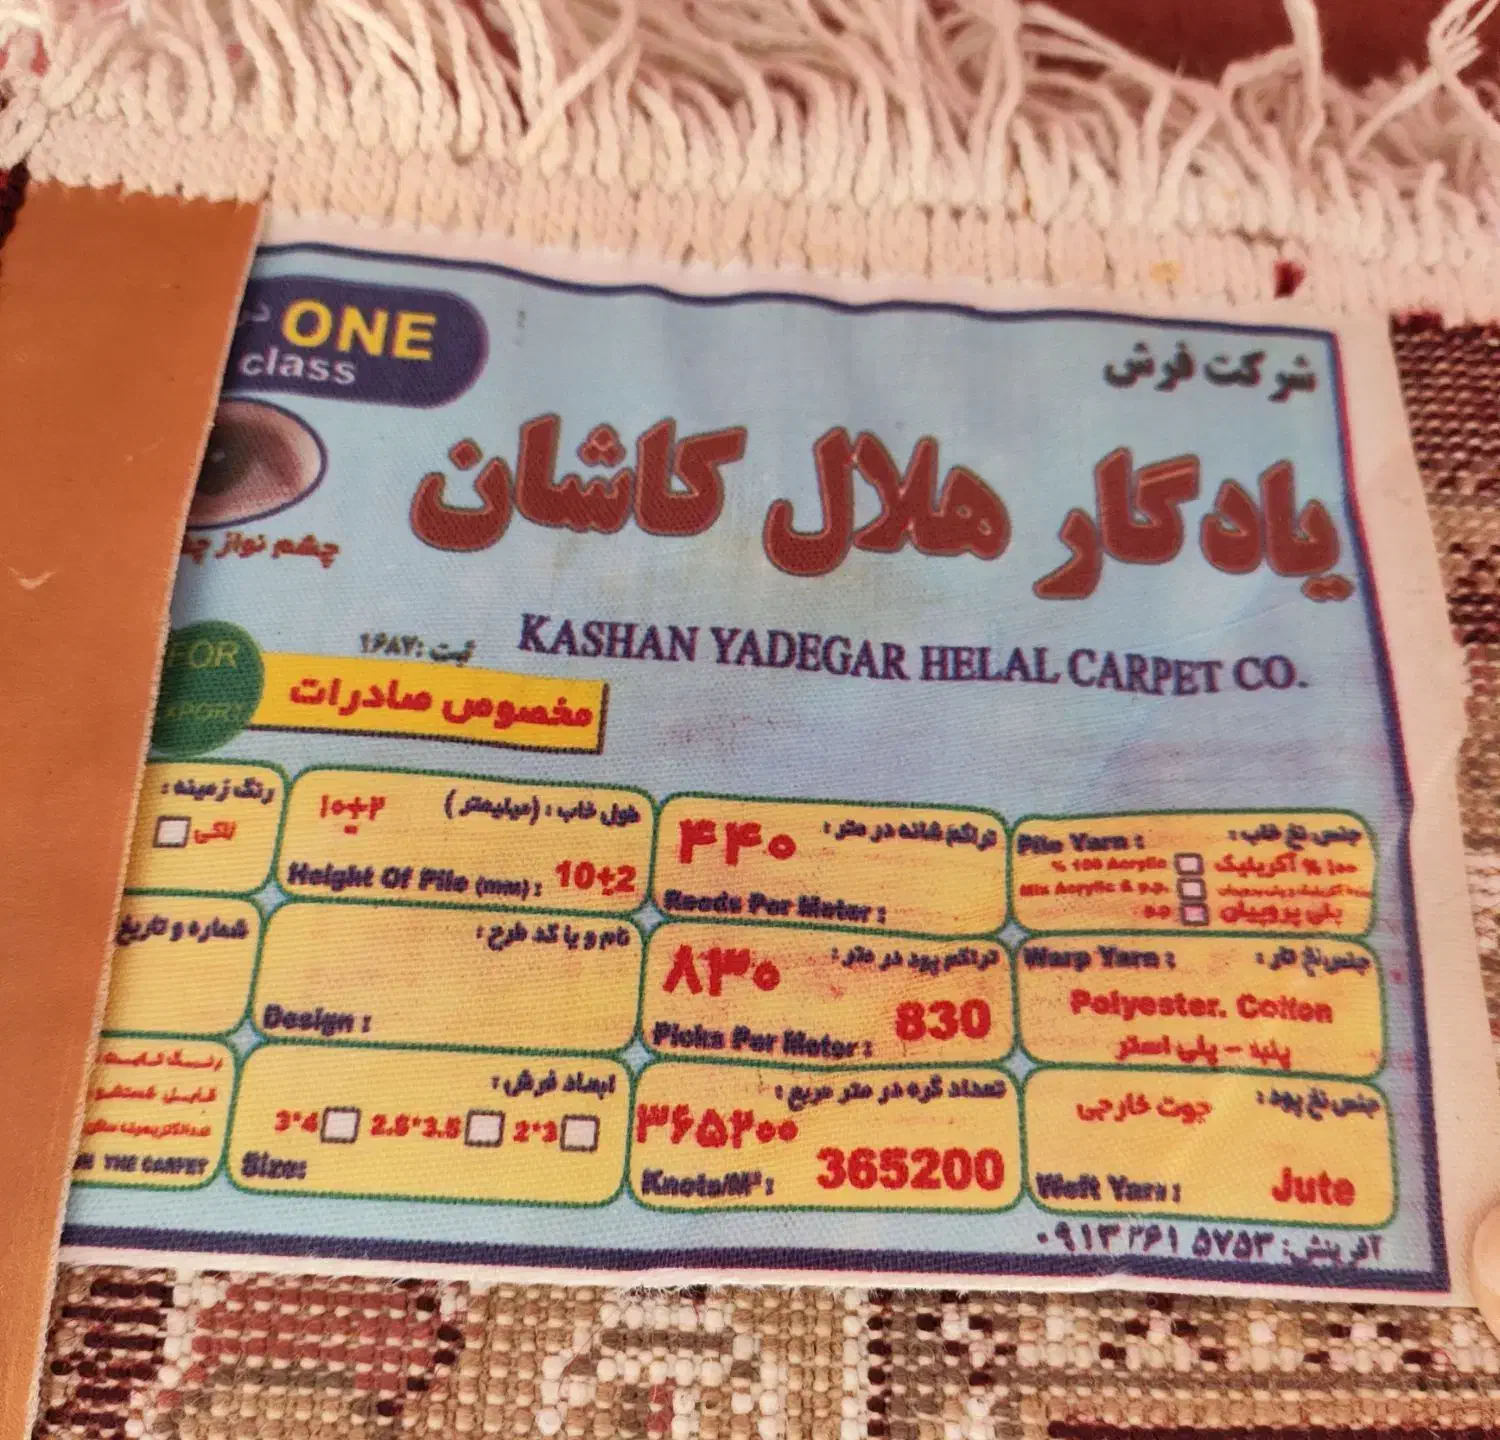 ONE
class
شرکت فرش
یادگار هلال کاشان
چشم نواز
KASHAN YADEGAR HELAL CARPET CO.
ثبت : ۱۶۸۷
FOR
EXPORT
مخصوص صادرات
جنس نخ خاب :
Pile Yarn :
۱۰۰ % آکریلیک
% 100 Acrylic
Mix Acrylic & p.p.
پلی پروپیلن
p.p
تراکم شانه در متر :
۴۴۰
Reeds Per Meter :
طول خاب : (میلیمتر)
۱۰±۲
Height Of Pile (mm) : 10±2
رنگ زمینه :
لاکی
جنس نخ تار :
Warp Yarn :
Polyester. Cotton
پنبه - پلی استر
تراکم پود در متر :
۸۳۰
Picks Per Meter : 830
نام و یا کد طرح :
Design :
شماره و تاریخ
جنس نخ پود :
جوت خارجی
Weft Yarn : Jute
تعداد گره در متر مربع :
۳۶۵۲۰۰
Knots/M² : 365200
ابعاد فرش :
2*3 2.5*3.5 3*4
Size:
THE CARPET
آفرینش: ۰۹۱۳ ۲۶۱ ۵۷۵۳